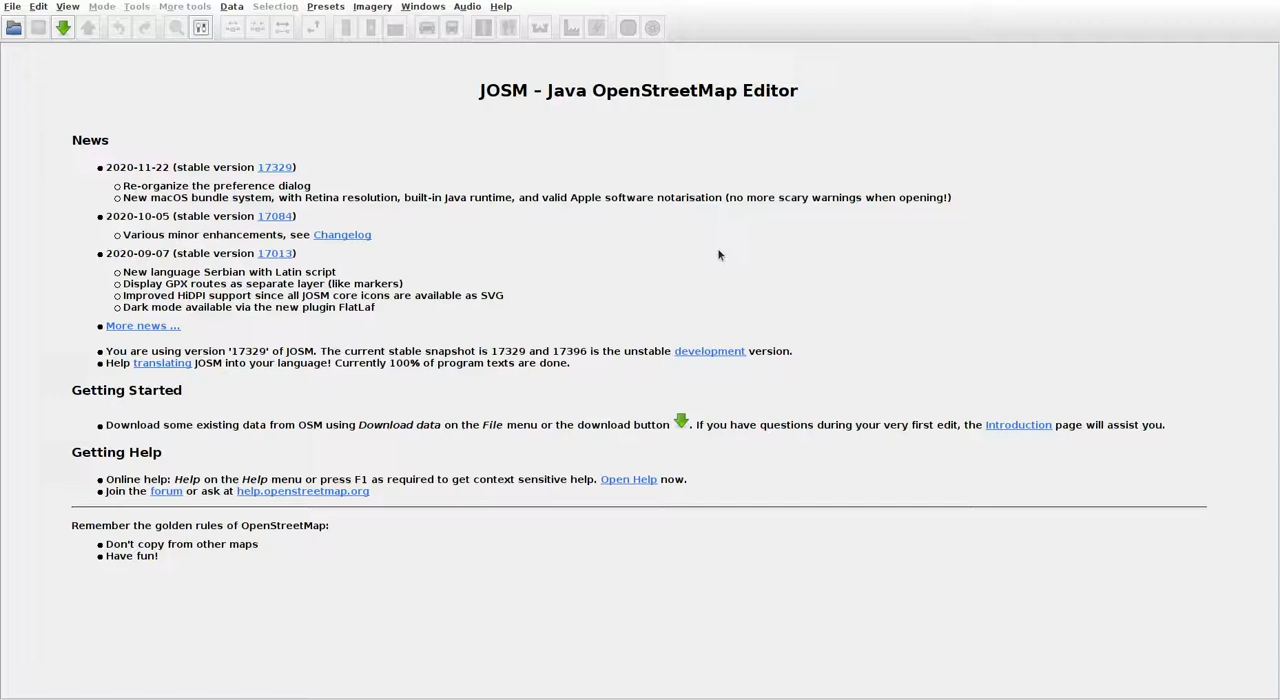 File Edit View Mode Tools More tools Data Selection Presets Imagery Windows Audio Help
JOSM – Java OpenStreetMap Editor
News
2020-11-22 (stable version 17329)
Re-organize the preference dialog
New macOS bundle system, with Retina resolution, built-in Java runtime, and valid Apple software notarisation (no more scary warnings when opening!)
2020-10-05 (stable version 17084)
Various minor enhancements, see Changelog
2020-09-07 (stable version 17013)
New language Serbian with Latin script
Display GPX routes as separate layer (like markers)
Improved HiDPI support since all JOSM core icons are available as SVG
Dark mode available via the new plugin FlatLaf
More news ...
You are using version '17329' of JOSM. The current stable snapshot is 17329 and 17396 is the unstable development version.
Help translating JOSM into your language! Currently 100% of program texts are done.
Getting Started
Download some existing data from OSM using Download data on the File menu or the download button . If you have questions during your very first edit, the Introduction page will assist you.
Getting Help
Online help: Help on the Help menu or press F1 as required to get context sensitive help. Open Help now.
Join the forum or ask at help.openstreetmap.org
Remember the golden rules of OpenStreetMap:
Don't copy from other maps
Have fun!